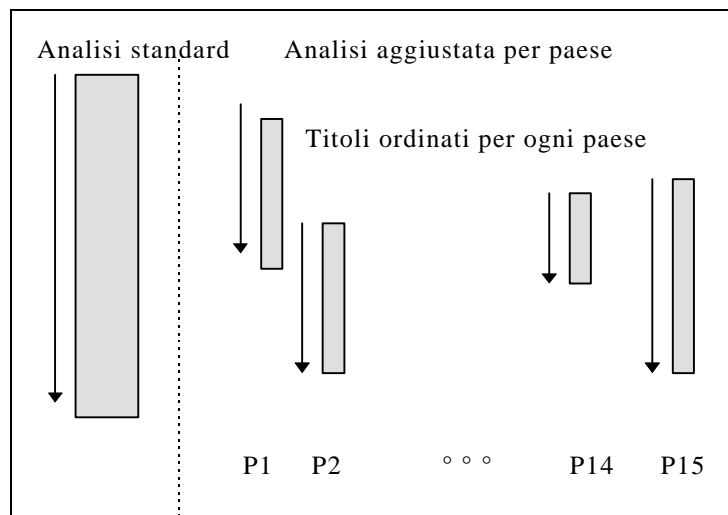 Analisi standard
Analisi aggiustata per paese
Titoli ordinati per ogni paese
P1 P2 ° ° ° P14 P15